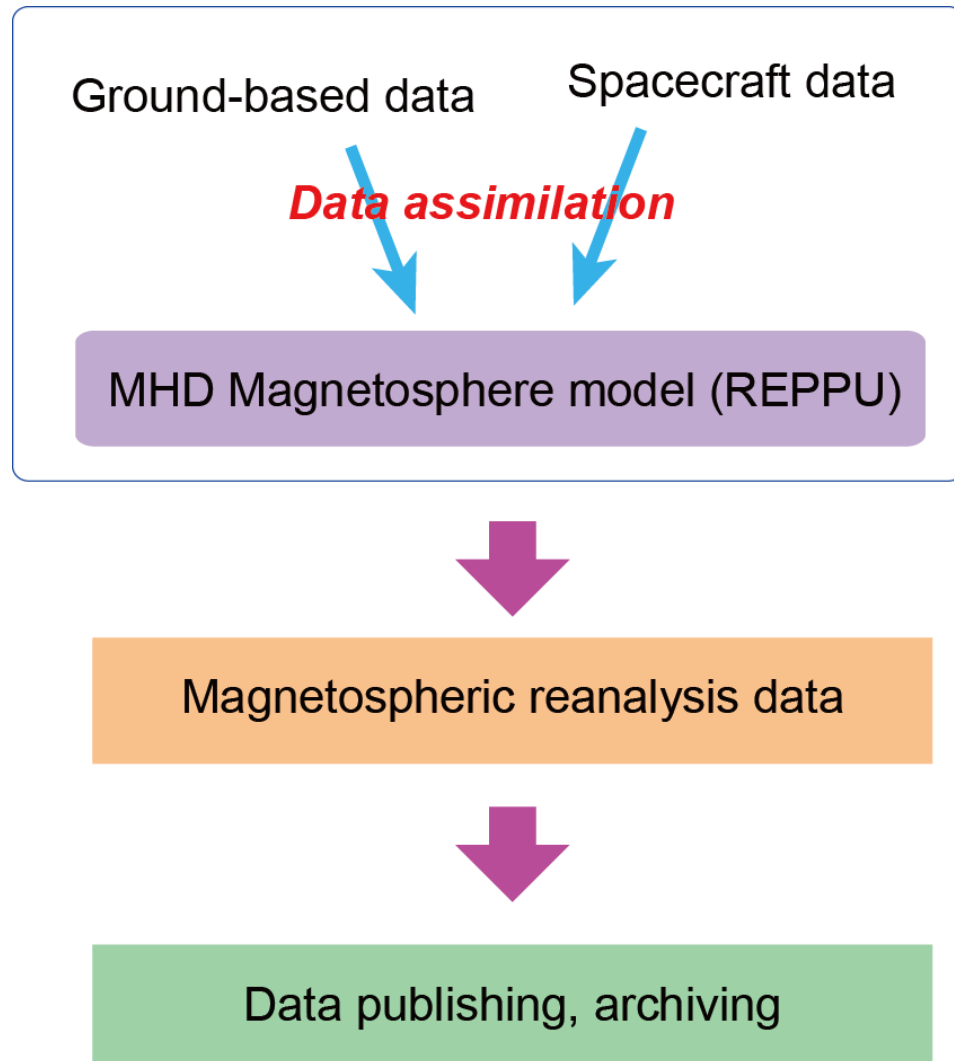 Ground-based data
Spacecraft data
Data assimilation
MHD Magnetosphere model (REPPU)
Magnetospheric reanalysis data
Data publishing, archiving